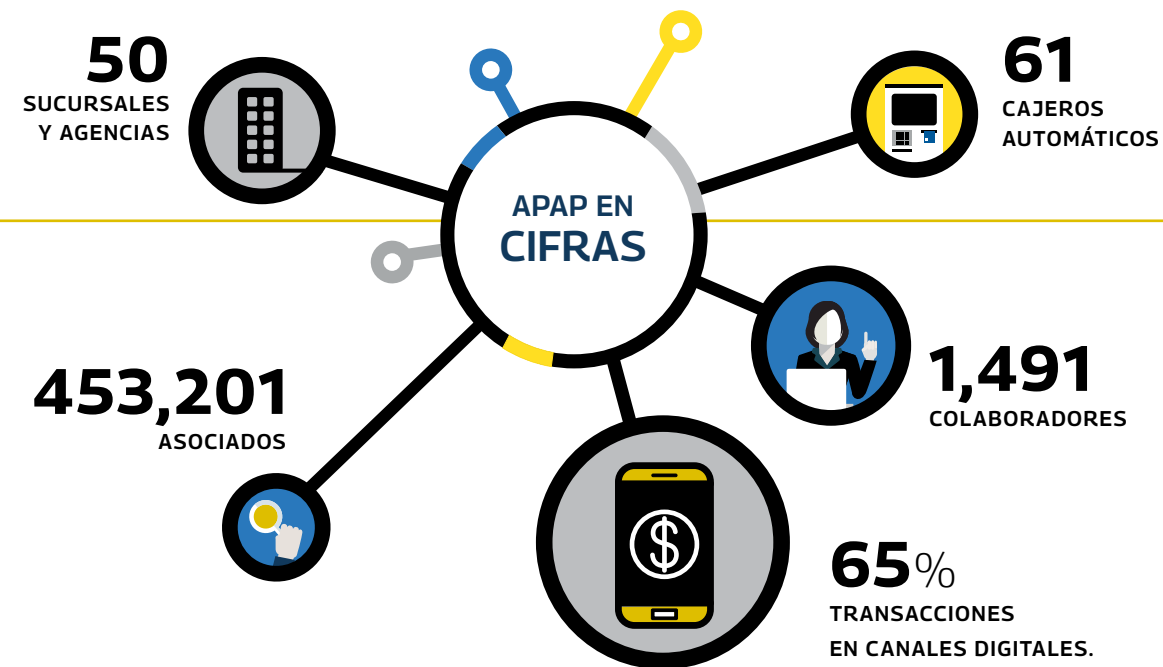 50
SUCURSALES
Y AGENCIAS
61
CAJEROS
AUTOMÁTICOS
APAP EN
CIFRAS
453,201
ASOCIADOS
1,491
COLABORADORES
$
65%
TRANSACCIONES
EN CANALES DIGITALES.